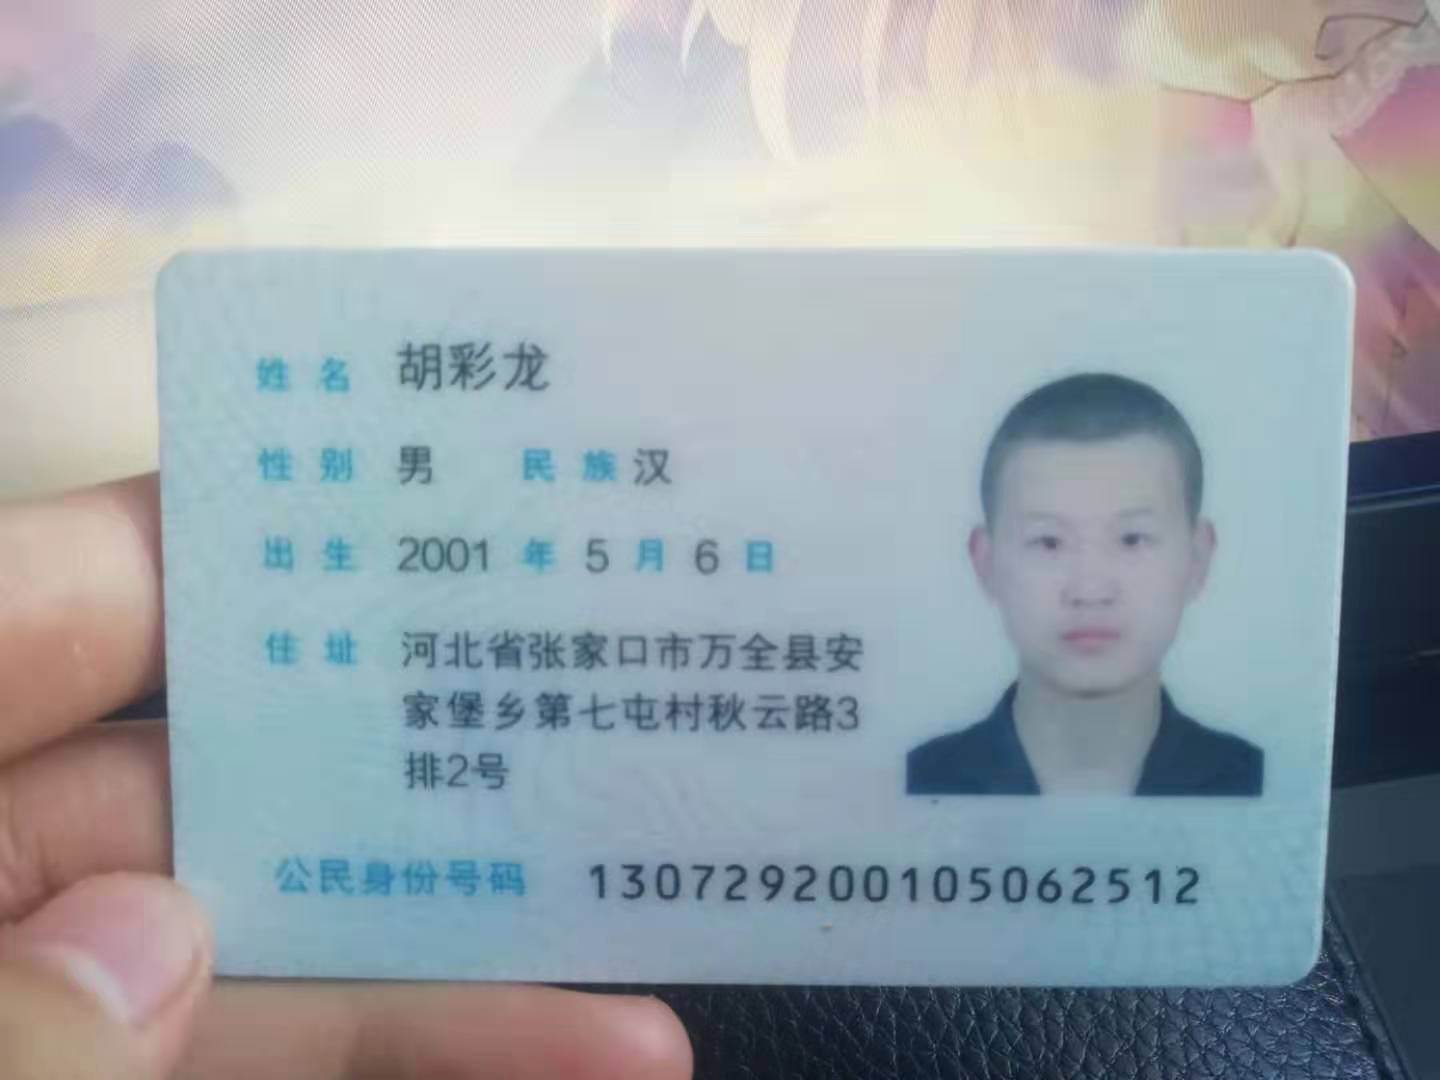 姓名 胡彩龙
性别 男 民族 汉
出生 2001 年 5 月 6 日
住址 河北省张家口市万全县安
家堡乡第七屯村秋云路3
排2号
公民身份号码 130729200105062512